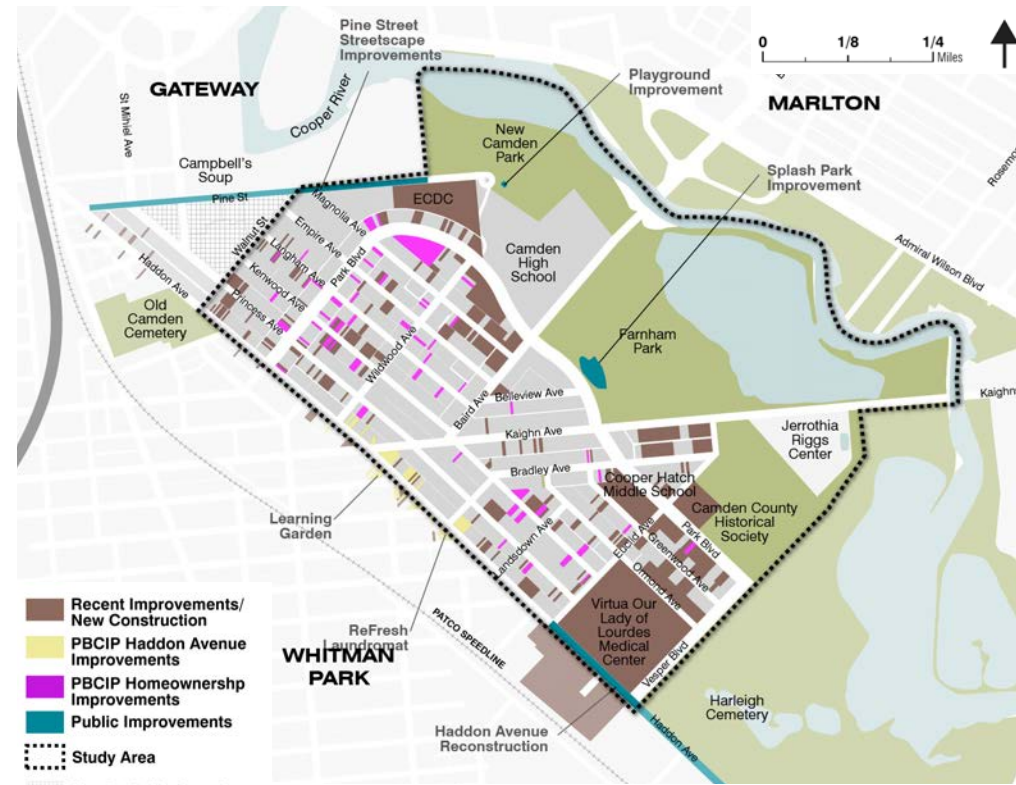 Pine Street
Streetscape
Improvements
0
1/8
1/4
Miles
GATEWAY
Cooper River
St Mihiel Ave
Playground
Improvement
MARLTON
New
Camden
Park
Campbell's
Soup
Splash Park
Improvement
Pine St
Magnolia Ave
ECDC
Walnut St
Empire Ave
Langham Ave
Park Blvd
Camden
High
School
Admiral Wilson Blvd
Haddon Ave
Kenwood Ave
Princess Ave
Old
Camden
Cemetery
Wildwood Ave
Farnham
Park
Baird Ave
Belleview Ave
Kaighn Ave
Kaighn
Jerrothia
Riggs
Center
Bradley Ave
Cooper Hatch
Middle School
Camden County
Historical
Society
Learning
Garden
Landsdown Ave
Euclid Ave
Park Blvd
Greenwood Ave
Ormond Ave
Recent Improvements/
New Construction
PBCIP Haddon Avenue
Improvements
PBCIP Homeownershp
Improvements
Public Improvements
Study Area
ReFresh
Laundromat
PATCO SPEEDLINE
WHITMAN
PARK
Virtua Our
Lady of
Lourdes
Medical
Center
Vesper Blvd
Harleigh
Cemetery
Haddon Avenue
Reconstruction
Haddon Ave